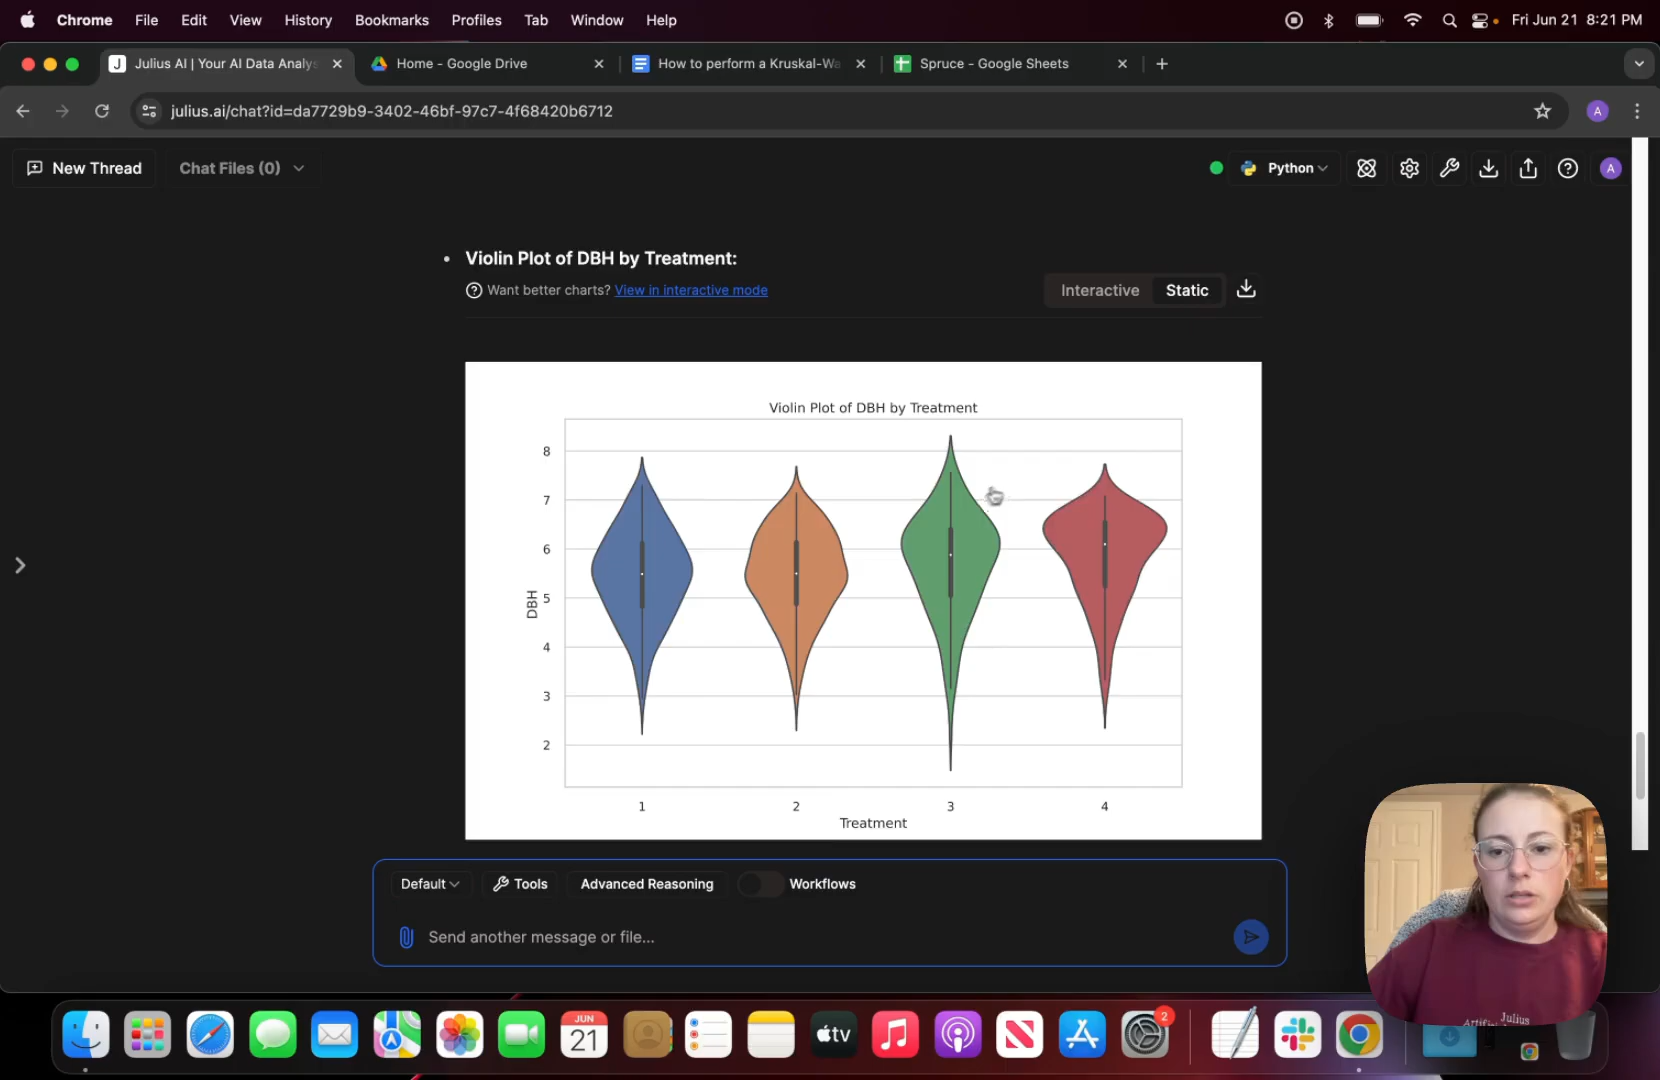 Chrome File Edit View History Bookmarks Profiles Tab Window Help Fri Jun 21 8:21 PM
J Julius AI | Your AI Data Analys Home - Google Drive How to perform a Kruskal-Wa Spruce - Google Sheets
julius.ai/chat?id=da7729b9-3402-46bf-97c7-4f68420b6712 A
New Thread Chat Files (0) Python A
• Violin Plot of DBH by Treatment:
Want better charts? View in interactive mode Interactive Static
Violin Plot of DBH by Treatment
8
7
6
5
4
3
2
DBH
1 2 3 4
Treatment
Default Tools Advanced Reasoning Workflows
Send another message or file...
Julius
JUN
21
tv
2